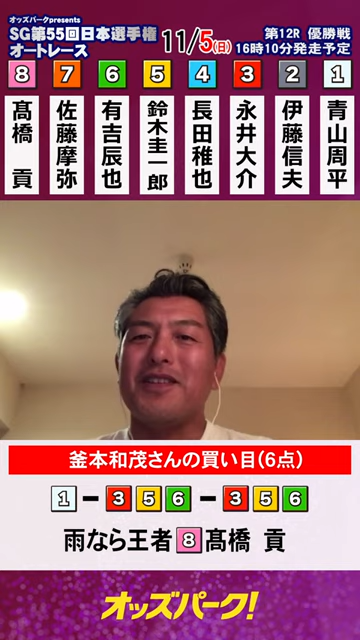 オッズパークpresents
SG第55回日本選手権
オートレース
11/5(日)
第12R 優勝戦
16時10分発走予定
8 7 6 5 4 3 2 1
髙橋 貢
佐藤摩弥
有吉辰也
鈴木圭一郎
長田稚也
永井大介
伊藤信夫
青山周平
釜本和茂さんの買い目(6点)
1-356-356
雨なら王者8髙橋 貢
オッズパーク!